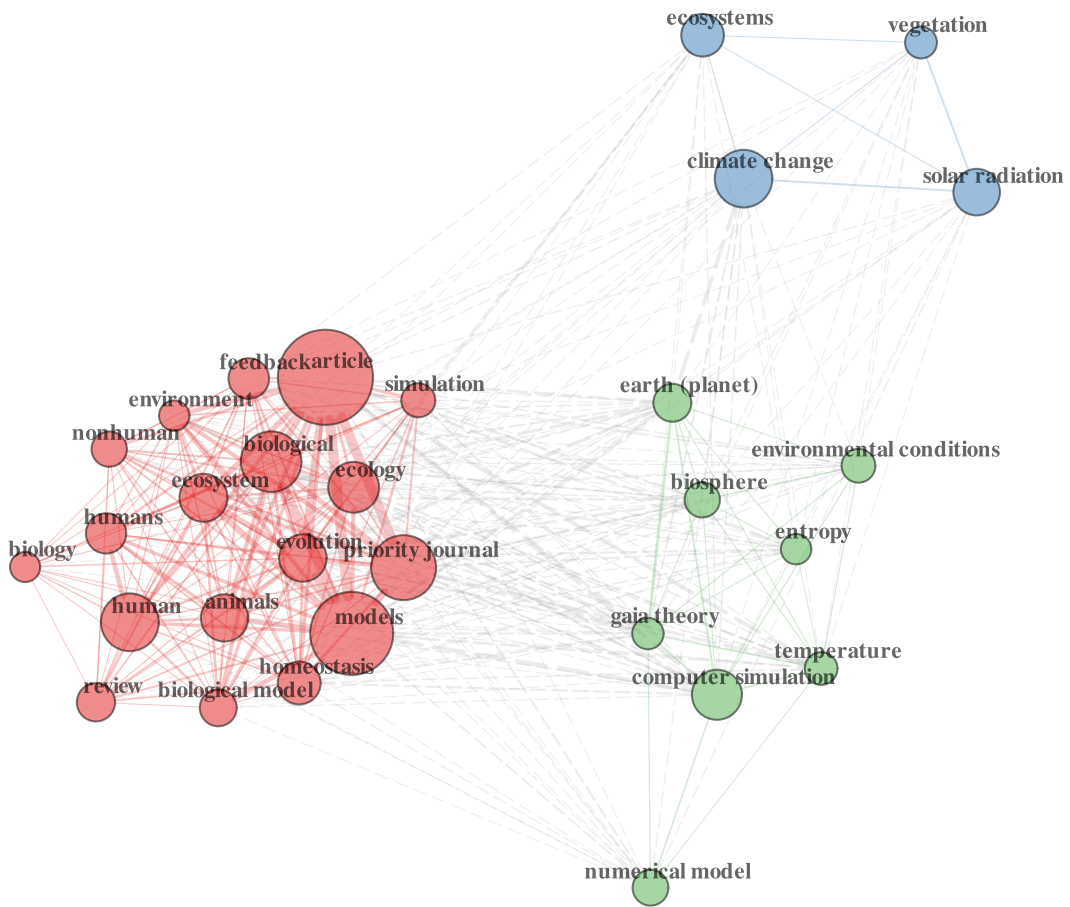 ecosystems
vegetation
climate change
solar radiation
feedback
article
simulation
earth (planet)
environment
nonhuman
biological
environmental conditions
ecosystem
ecology
biosphere
humans
entropy
biology
evolution
priority journal
human
animals
models
gaia theory
temperature
homeostasis
computer simulation
review
biological model
numerical model